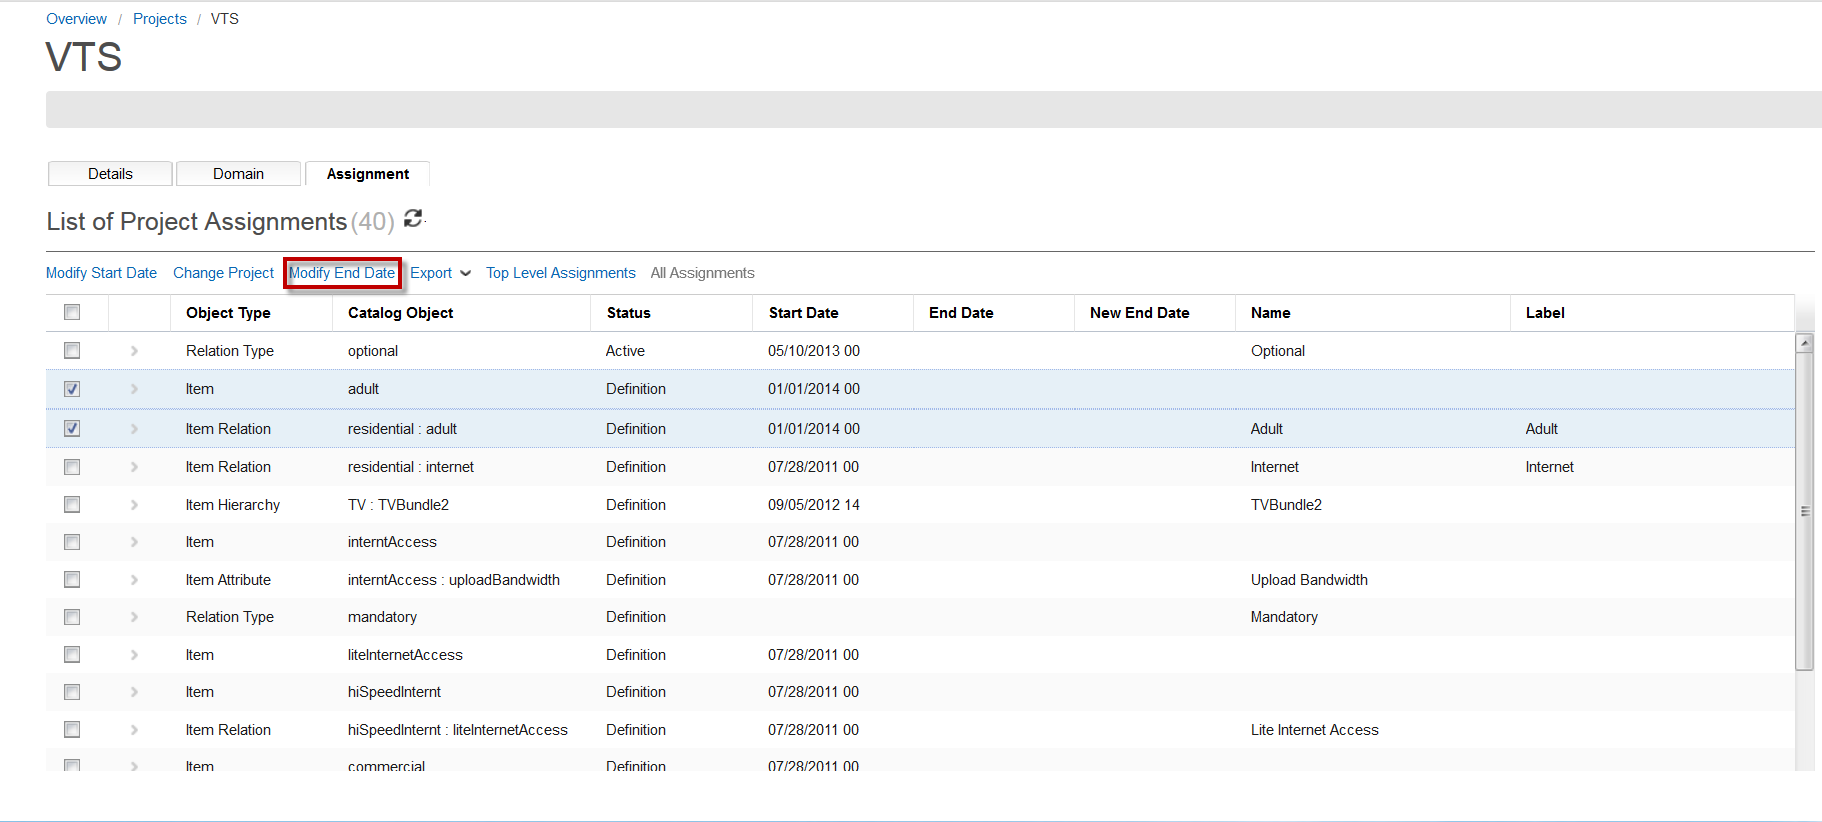 Overview / Projects / VTS
VTS
Details Domain Assignment
List of Project Assignments (40)
Modify Start Date Change Project Modify End Date Export Top Level Assignments All Assignments
Object Type Catalog Object Status Start Date End Date New End Date Name Label
Relation Type optional Active 05/10/2013 00 Optional
Item adult Definition 01/01/2014 00
Item Relation residential : adult Definition 01/01/2014 00 Adult Adult
Item Relation residential : internet Definition 07/28/2011 00 Internet Internet
Item Hierarchy TV : TVBundle2 Definition 09/05/2012 14 TVBundle2
Item interntAccess Definition 07/28/2011 00
Item Attribute interntAccess : uploadBandwidth Definition 07/28/2011 00 Upload Bandwidth
Relation Type mandatory Definition Mandatory
Item liteInternetAccess Definition 07/28/2011 00
Item hiSpeedInternt Definition 07/28/2011 00
Item Relation hiSpeedInternt : liteInternetAccess Definition 07/28/2011 00 Lite Internet Access
Item commercial Definition 07/28/2011 00